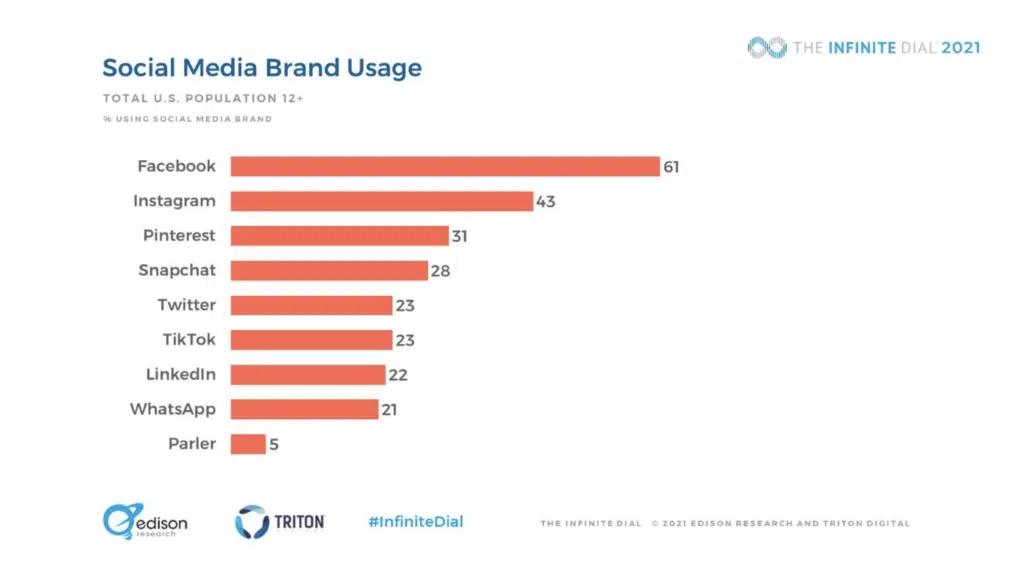 THE INFINITE DIAL 2021
Social Media Brand Usage
TOTAL U.S. POPULATION 12+
% USING SOCIAL MEDIA BRAND
Facebook 61
Instagram 43
Pinterest 31
Snapchat 28
Twitter 23
TikTok 23
LinkedIn 22
WhatsApp 21
Parler 5
edison
research
TRITON
#InfiniteDial
THE INFINITE DIAL © 2021 EDISON RESEARCH AND TRITON DIGITAL